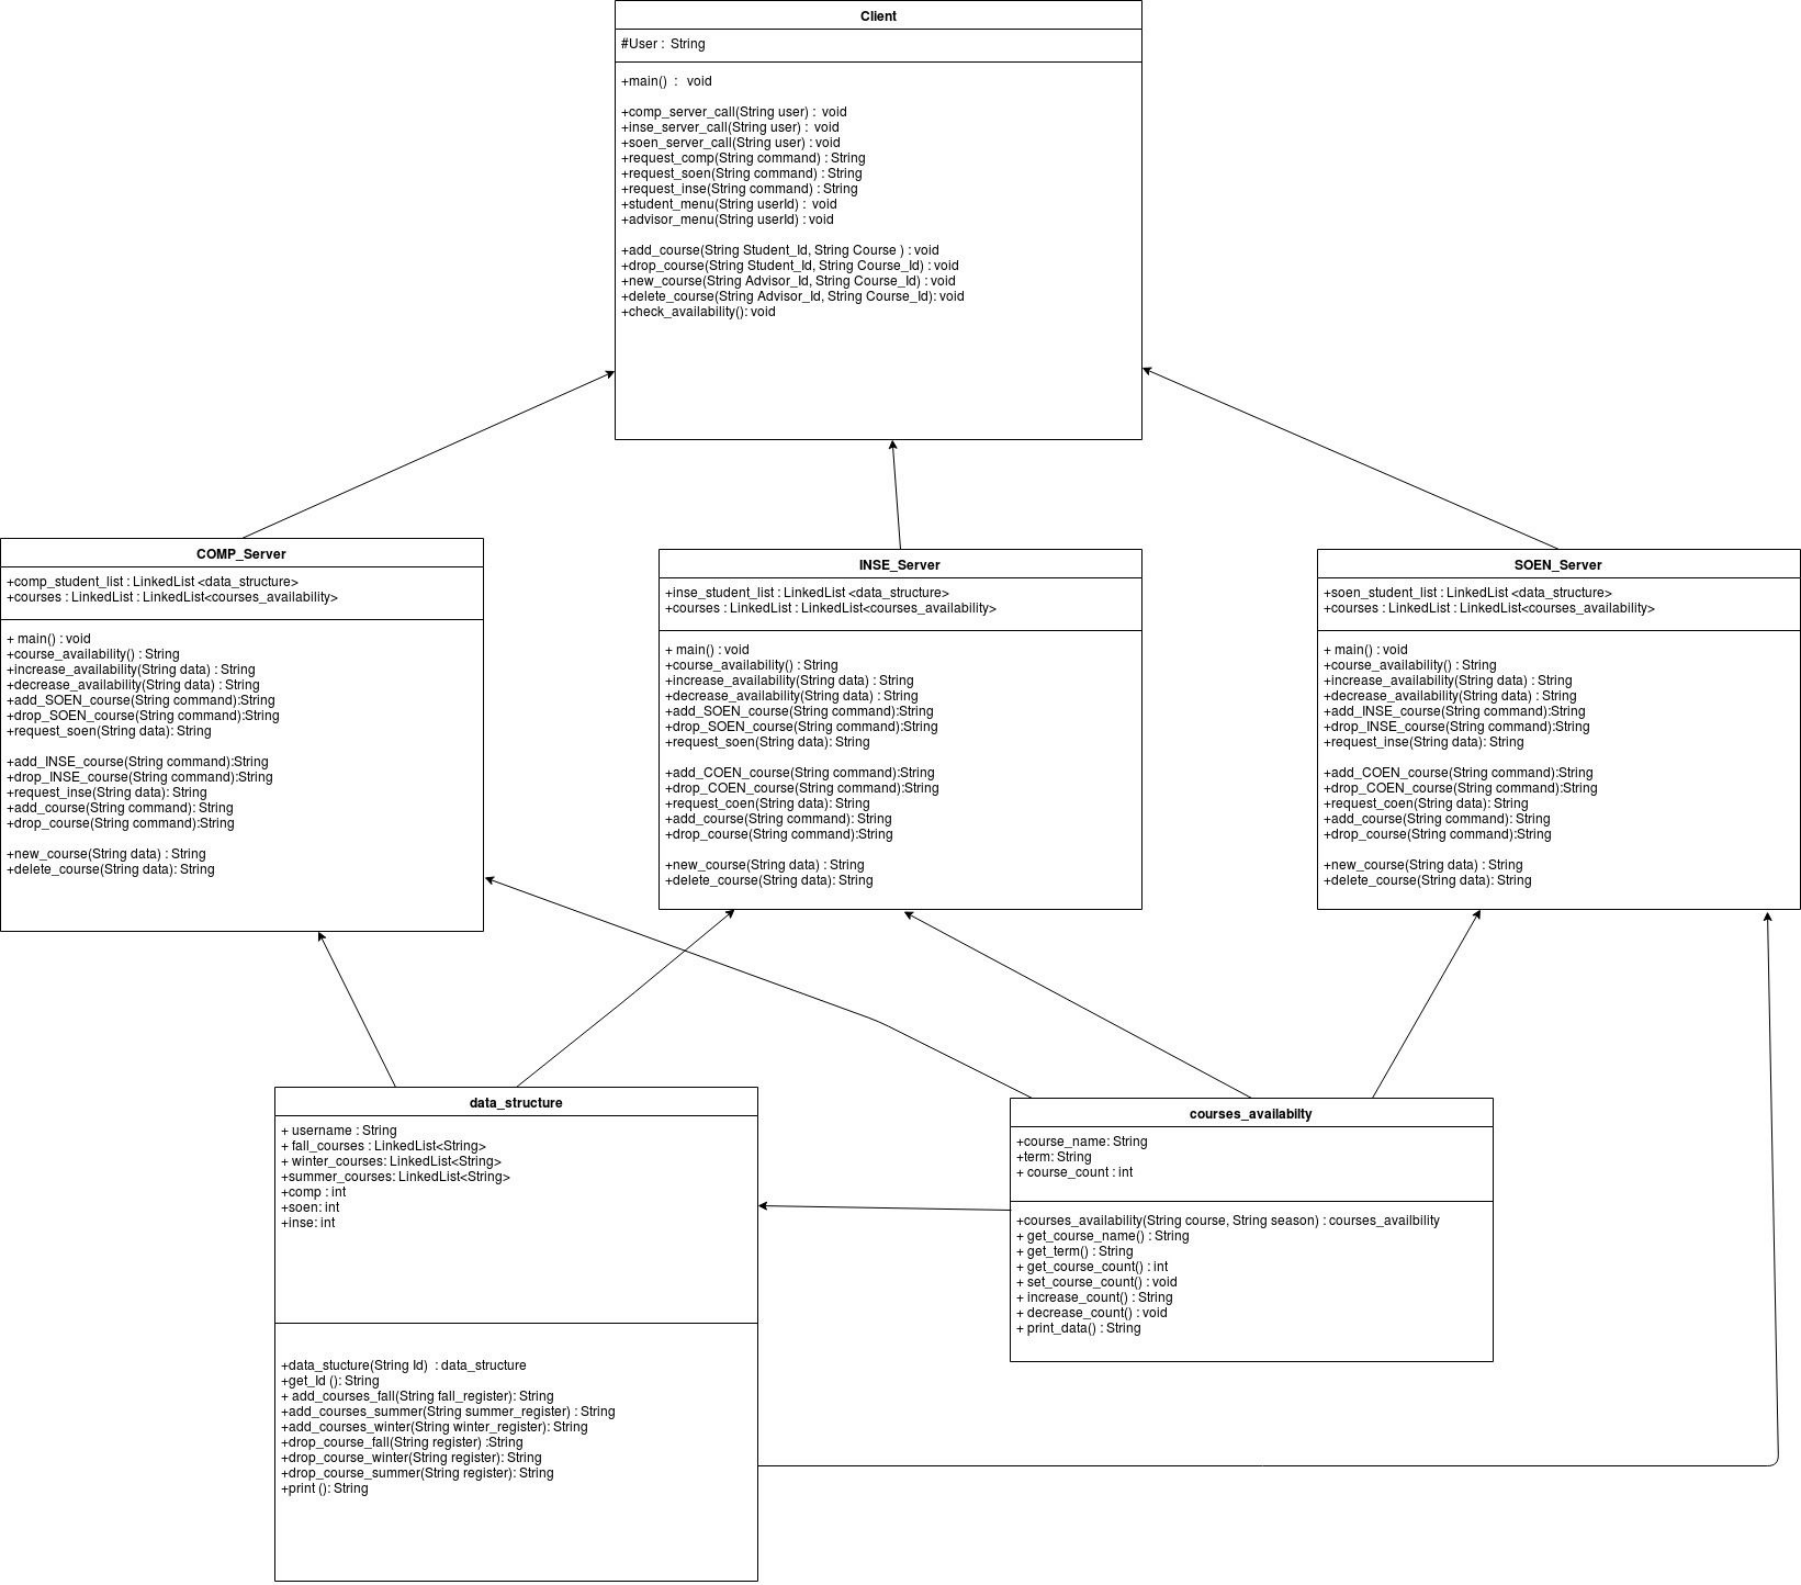 Client
#User : String
+main() : void
+comp_server_call(String user) : void
+inse_server_call(String user) : void
+soen_server_call(String user) : void
+request_comp(String command) : String
+request_soen(String command) : String
+request_inse(String command) : String
+student_menu(String userId) : void
+advisor_menu(String userId) : void
+add_course(String Student_Id, String Course ) : void
+drop_course(String Student_Id, String Course_Id) : void
+new_course(String Advisor_Id, String Course_Id) : void
+delete_course(String Advisor_Id, String Course_Id): void
+check_availability(): void
COMP_Server
+comp_student_list : LinkedList <data_structure>
+courses : LinkedList : LinkedList<courses_availability>
+ main() : void
+course_availability() : String
+increase_availability(String data) : String
+decrease_availability(String data) : String
+add_SOEN_course(String command):String
+drop_SOEN_course(String command):String
+request_soen(String data): String
+add_INSE_course(String command):String
+drop_INSE_course(String command):String
+request_inse(String data): String
+add_course(String command): String
+drop_course(String command):String
+new_course(String data) : String
+delete_course(String data): String
INSE_Server
+inse_student_list : LinkedList <data_structure>
+courses : LinkedList : LinkedList<courses_availability>
+ main() : void
+course_availability() : String
+increase_availability(String data) : String
+decrease_availability(String data) : String
+add_SOEN_course(String command):String
+drop_SOEN_course(String command):String
+request_soen(String data): String
+add_COEN_course(String command):String
+drop_COEN_course(String command):String
+request_coen(String data): String
+add_course(String command): String
+drop_course(String command):String
+new_course(String data) : String
+delete_course(String data): String
SOEN_Server
+soen_student_list : LinkedList <data_structure>
+courses : LinkedList : LinkedList<courses_availability>
+ main() : void
+course_availability() : String
+increase_availability(String data) : String
+decrease_availability(String data) : String
+add_INSE_course(String command):String
+drop_INSE_course(String command):String
+request_inse(String data): String
+add_COEN_course(String command):String
+drop_COEN_course(String command):String
+request_coen(String data): String
+add_course(String command): String
+drop_course(String command):String
+new_course(String data) : String
+delete_course(String data): String
data_structure
+ username : String
+ fall_courses : LinkedList<String>
+ winter_courses: LinkedList<String>
+summer_courses: LinkedList<String>
+comp : int
+soen: int
+inse: int
+data_stucture(String Id) : data_structure
+get_Id (): String
+ add_courses_fall(String fall_register): String
+add_courses_summer(String summer_register) : String
+add_courses_winter(String winter_register): String
+drop_course_fall(String register) :String
+drop_course_winter(String register): String
+drop_course_summer(String register): String
+print (): String
courses_availabilty
+course_name: String
+term: String
+ course_count : int
+courses_availability(String course, String season) : courses_availbility
+ get_course_name() : String
+ get_term() : String
+ get_course_count() : int
+ set_course_count() : void
+ increase_count() : String
+ decrease_count() : void
+ print_data() : String